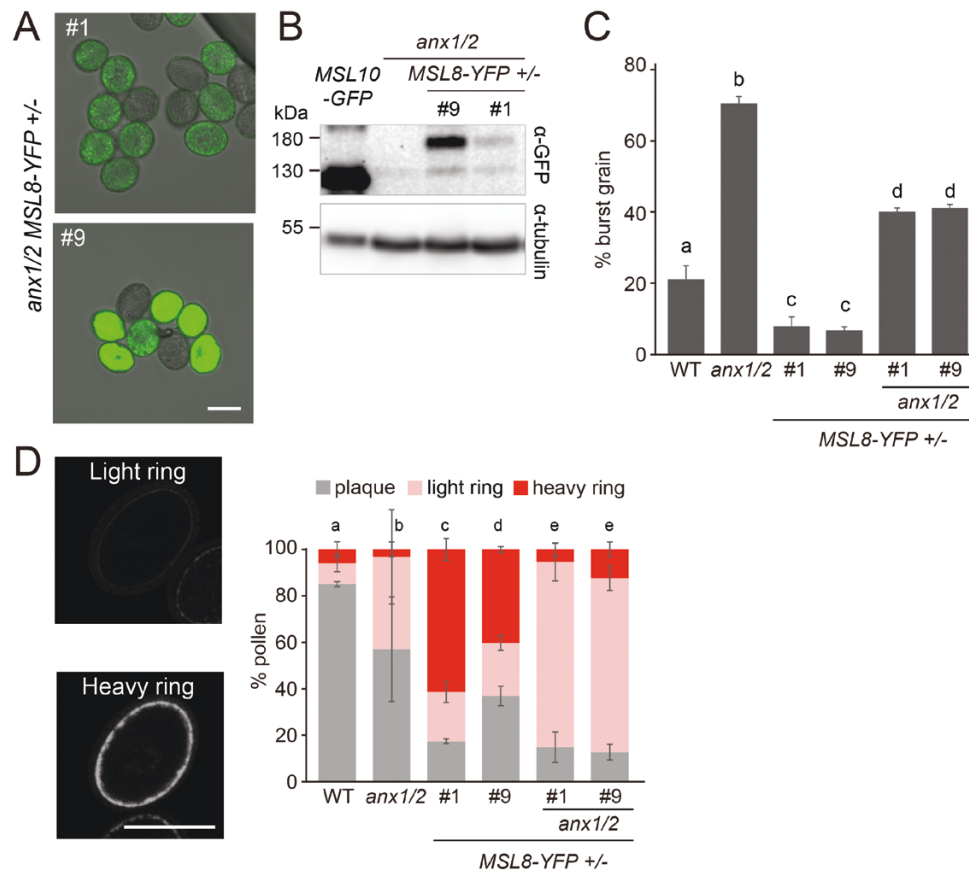 A
anx1/2 MSL8-YFP +/-
#1
#9
B
anx1/2
MSL10
-GFP
MSL8-YFP +/-
kDa
#9
#1
180
130
α-GFP
55
α-tubulin
C
% burst grain
80
60
40
20
0
a
b
c
c
d
d
WT
anx1/2
#1
#9
#1
#9
anx1/2
MSL8-YFP +/-
D
Light ring
Heavy ring
plaque
light ring
heavy ring
% pollen
100
80
60
40
20
0
a
b
c
d
e
e
WT
anx1/2
#1
#9
#1
#9
anx1/2
MSL8-YFP +/-